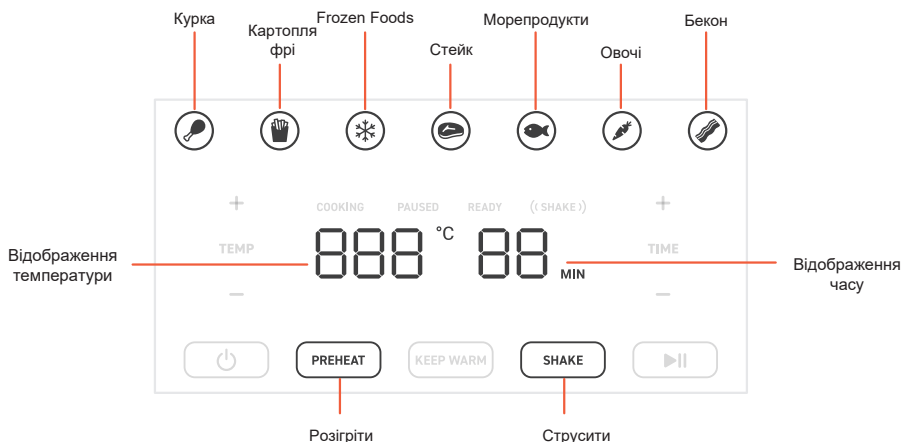 Курка
Картопля
фрі
Frozen Foods
Стейк
Морепродукти
Овочі
Бекон
COOKING PAUSED READY ((SHAKE))
+ +
TEMP
888 °C 88 MIN
TIME
− −
Відображення
температури
Відображення
часу
PREHEAT KEEP WARM SHAKE
Розігріти
Струсити